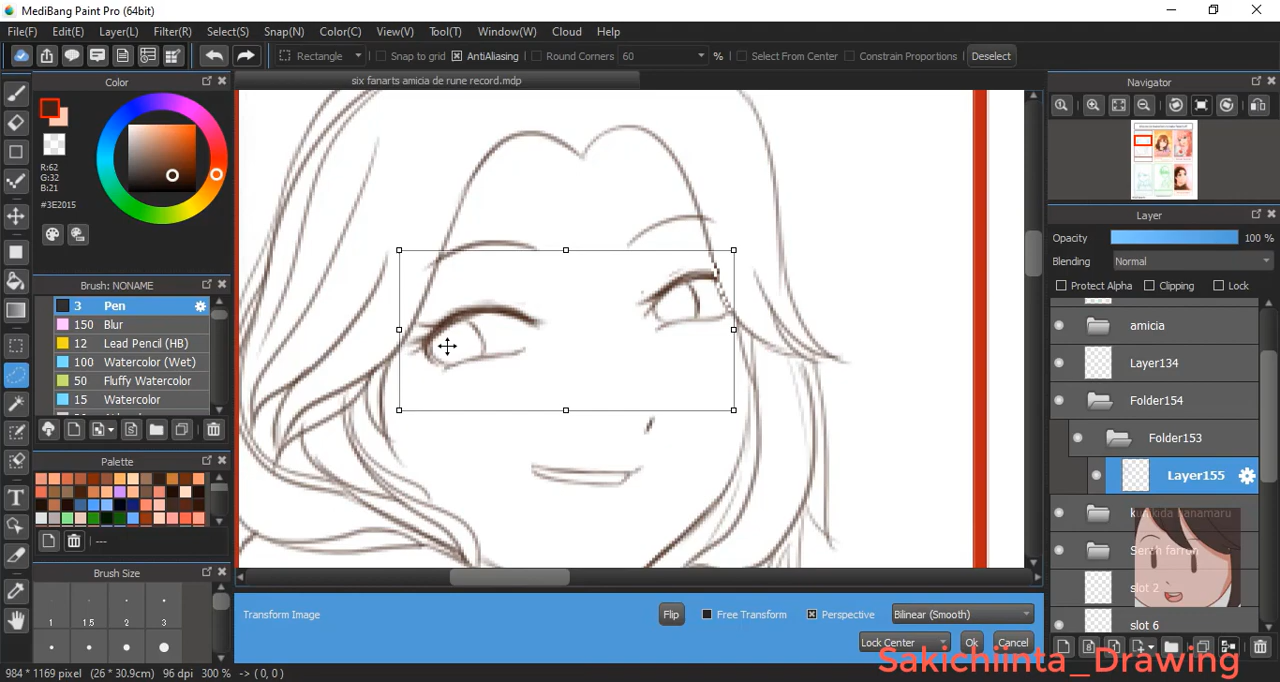 MediBang Paint Pro (64bit)
File(F) Edit(E) Layer(L) Filter(R) Select(S) Snap(N) Color(C) View(V) Tool(T) Window(W) Cloud Help
Rectangle Snap to grid AntiAliasing Round Corners 60 % Select From Center Constrain Proportions Deselect
Color
six fanarts amicia de rune record.mdp
Navigator
R:62
G:32
B:21
#3E2015
Layer
Opacity 100 %
Blending Normal
Protect Alpha Clipping Lock
Brush: NONAME
3 Pen
150 Blur
12 Lead Pencil (HB)
100 Watercolor (Wet)
50 Fluffy Watercolor
15 Watercolor
amicia
Layer134
Folder154
Folder153
Layer155
kunikida hanamaru
Serah farron
slot 2
slot 6
Palette
---
Brush Size
1 1.5 2 3
Transform Image Flip Free Transform Perspective Bilinear (Smooth)
Lock Center Ok Cancel
Sakichiinta_Drawing
984 * 1169 pixel (26 * 30.9cm) 96 dpi 300 % -> ( 0, 0 )